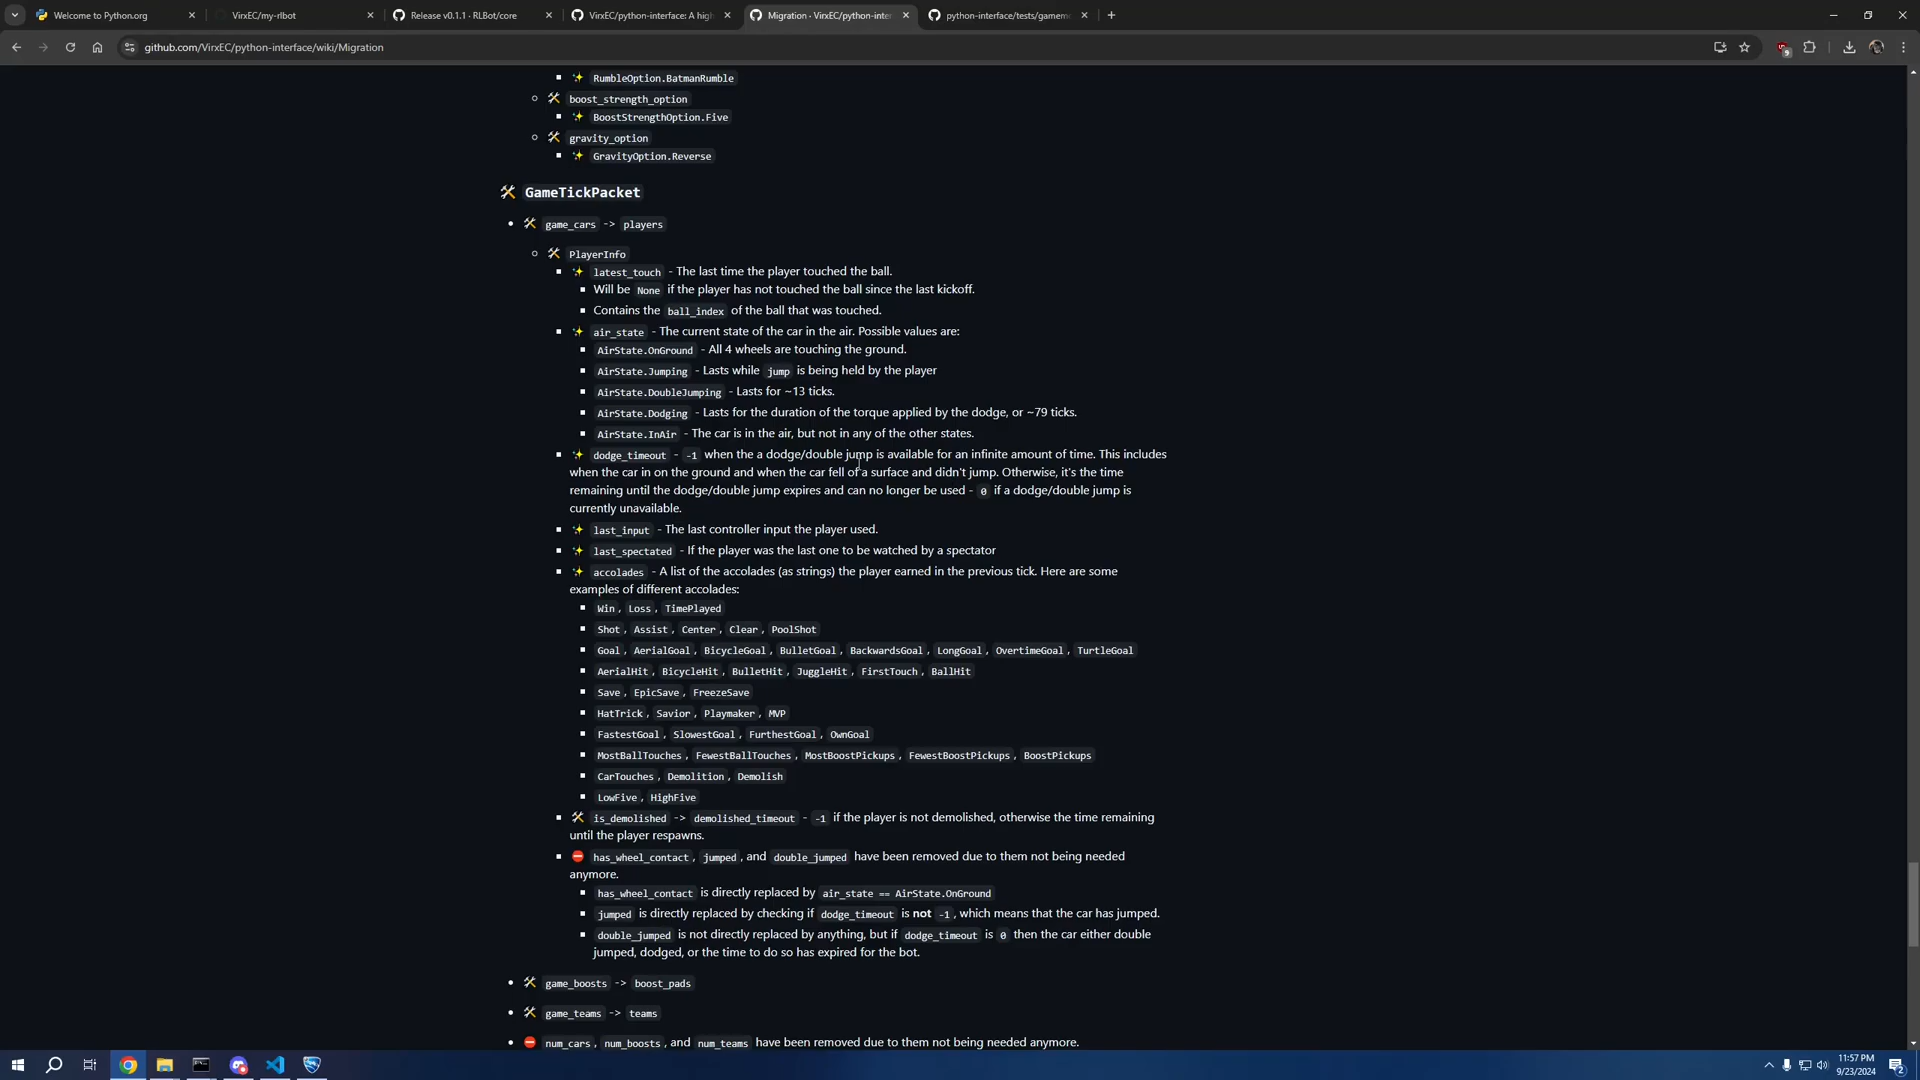 Welcome to Python.org
VirxEC/my-rlbot
Release v0.1.1 · RLBot/core
VirxEC/python-interface: A high
Migration · VirxEC/python-inter
python-interface/tests/gamemo
github.com/VirxEC/python-interface/wiki/Migration
9
RumbleOption.BatmanRumble
boost_strength_option
BoostStrengthOption.Five
gravity_option
GravityOption.Reverse
GameTickPacket
game_cars -> players
PlayerInfo
latest_touch - The last time the player touched the ball.
Will be None if the player has not touched the ball since the last kickoff.
Contains the ball_index of the ball that was touched.
air_state - The current state of the car in the air. Possible values are:
AirState.OnGround - All 4 wheels are touching the ground.
AirState.Jumping - Lasts while jump is being held by the player
AirState.DoubleJumping - Lasts for ~13 ticks.
AirState.Dodging - Lasts for the duration of the torque applied by the dodge, or ~79 ticks.
AirState.InAir - The car is in the air, but not in any of the other states.
dodge_timeout - -1 when the a dodge/double jump is available for an infinite amount of time. This includes
when the car in on the ground and when the car fell of a surface and didn't jump. Otherwise, it's the time
remaining until the dodge/double jump expires and can no longer be used - 0 if a dodge/double jump is
currently unavailable.
last_input - The last controller input the player used.
last_spectated - If the player was the last one to be watched by a spectator
accolades - A list of the accolades (as strings) the player earned in the previous tick. Here are some
examples of different accolades:
Win, Loss, TimePlayed
Shot, Assist, Center, Clear, PoolShot
Goal, AerialGoal, BicycleGoal, BulletGoal, BackwardsGoal, LongGoal, OvertimeGoal, TurtleGoal
AerialHit, BicycleHit, BulletHit, JuggleHit, FirstTouch, BallHit
Save, EpicSave, FreezeSave
HatTrick, Savior, Playmaker, MVP
FastestGoal, SlowestGoal, FurthestGoal, OwnGoal
MostBallTouches, FewestBallTouches, MostBoostPickups, FewestBoostPickups, BoostPickups
CarTouches, Demolition, Demolish
LowFive, HighFive
is_demolished -> demolished_timeout - -1 if the player is not demolished, otherwise the time remaining
until the player respawns.
has_wheel_contact, jumped, and double_jumped have been removed due to them not being needed
anymore.
has_wheel_contact is directly replaced by air_state == AirState.OnGround
jumped is directly replaced by checking if dodge_timeout is not -1, which means that the car has jumped.
double_jumped is not directly replaced by anything, but if dodge_timeout is 0 then the car either double
jumped, dodged, or the time to do so has expired for the bot.
game_boosts -> boost_pads
game_teams -> teams
num_cars, num_boosts, and num_teams have been removed due to them not being needed anymore.
11:57 PM
9/23/2024
2